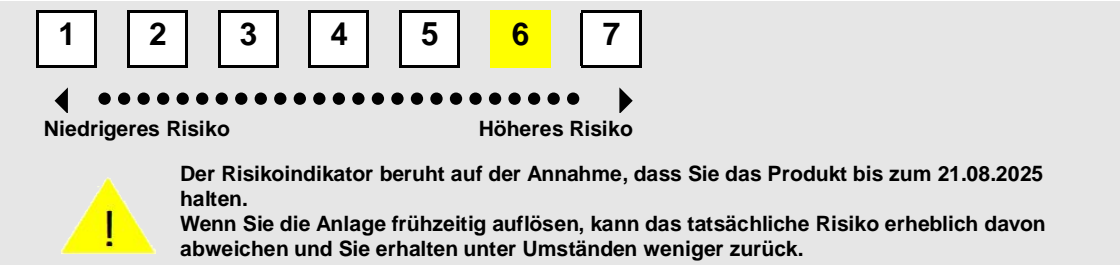 1 2 3 4 5 6 7
Niedrigeres Risiko Höheres Risiko
Der Risikoindikator beruht auf der Annahme, dass Sie das Produkt bis zum 21.08.2025
halten.
Wenn Sie die Anlage frühzeitig auflösen, kann das tatsächliche Risiko erheblich davon
abweichen und Sie erhalten unter Umständen weniger zurück.
!